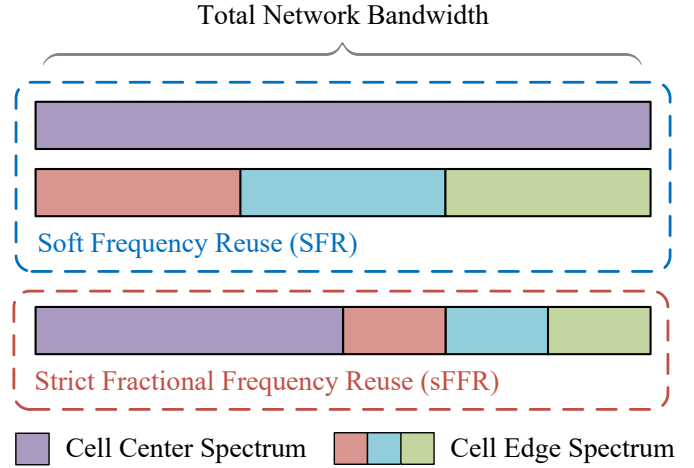 Total Network Bandwidth
Soft Frequency Reuse (SFR)
Strict Fractional Frequency Reuse (sFFR)
Cell Center Spectrum
Cell Edge Spectrum